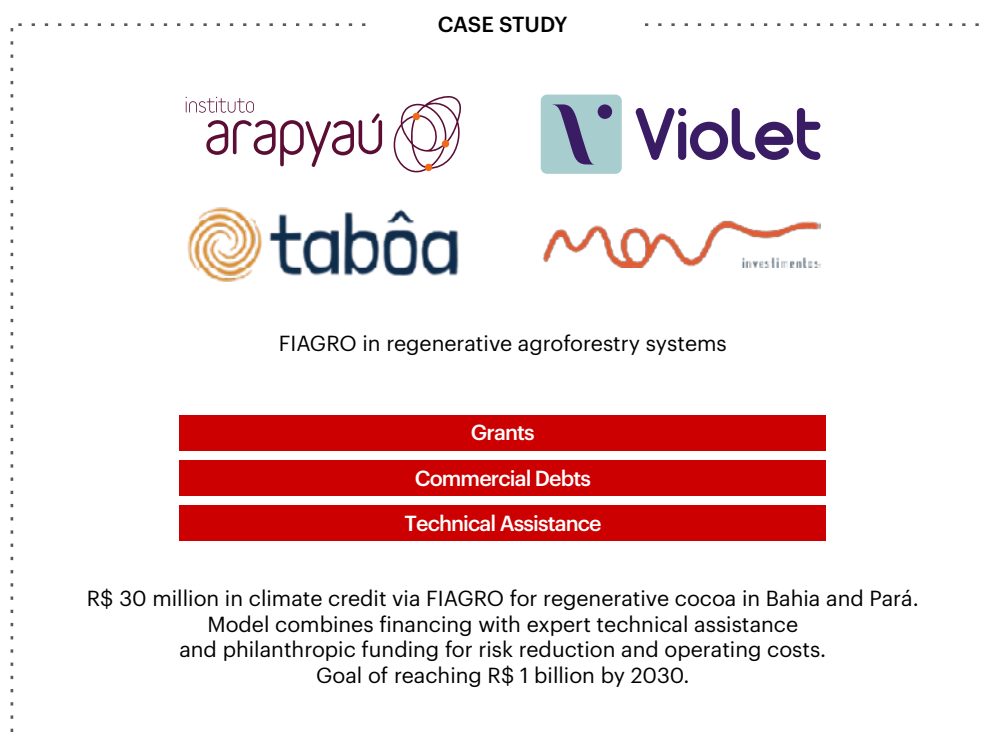 CASE STUDY
instituto
arapyaú
Violet
tabôa
mov
investimentos
FIAGRO in regenerative agroforestry systems
Grants
Commercial Debts
Technical Assistance
R$ 30 million in climate credit via FIAGRO for regenerative cocoa in Bahia and Pará.
Model combines financing with expert technical assistance
and philanthropic funding for risk reduction and operating costs.
Goal of reaching R$ 1 billion by 2030.